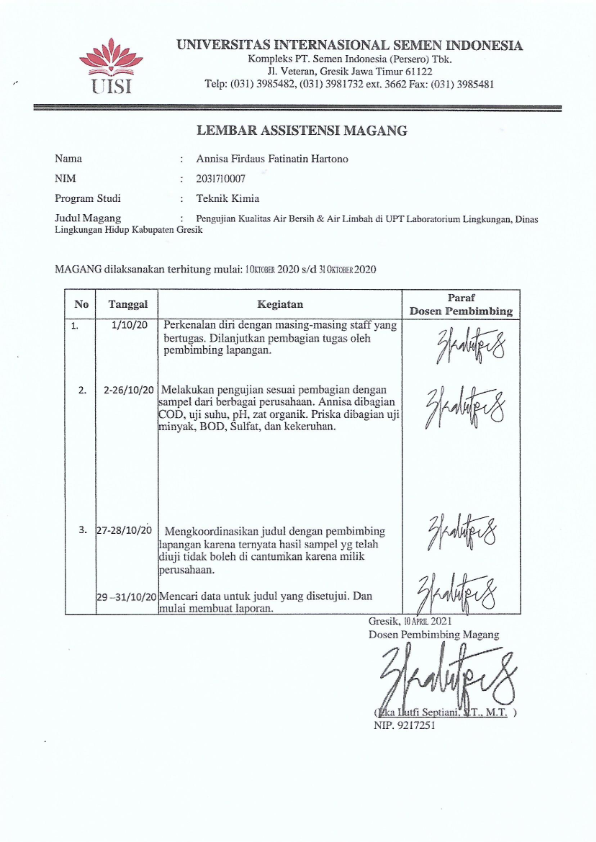 UISI
UNIVERSITAS INTERNASIONAL SEMEN INDONESIA
Kompleks PT. Semen Indonesia (Persero) Tbk.
Jl. Veteran, Gresik Jawa Timur 61122
Telp: (031) 3985482, (031) 3981732 ext. 3662 Fax: (031) 3985481
LEMBAR ASSISTENSI MAGANG
Nama : Annisa Firdaus Fatinatin Hartono
NIM : 2031710007
Program Studi : Teknik Kimia
Judul Magang : Pengujian Kualitas Air Bersih & Air Limbah di UPT Laboratorium Lingkungan, Dinas
Lingkungan Hidup Kabupaten Gresik
MAGANG dilaksanakan terhitung mulai: 1 OKTOBER 2020 s/d 31 OKTOBER 2020
No Tanggal Kegiatan Paraf
Dosen Pembimbing
1. 1/10/20 Perkenalan diri dengan masing-masing staff yang
bertugas. Dilanjutkan pembagian tugas oleh
pembimbing lapangan.
2. 2-26/10/20 Melakukan pengujian sesuai pembagian dengan
sampel dari berbagai perusahaan. Annisa dibagian
COD, uji suhu, pH, zat organik. Priska dibagian uji
minyak, BOD, Sulfat, dan kekeruhan.
3. 27-28/10/20 Mengkoordinasikan judul dengan pembimbing
lapangan karena ternyata hasil sampel yg telah
diuji tidak boleh di cantumkan karena milik
perusahaan.
29 –31/10/20 Mencari data untuk judul yang disetujui. Dan
mulai membuat laporan.
Gresik, 10 APRIL 2021
Dosen Pembimbing Magang
Lutfi Septiani, S.T., M.T. )
NIP. 9217251